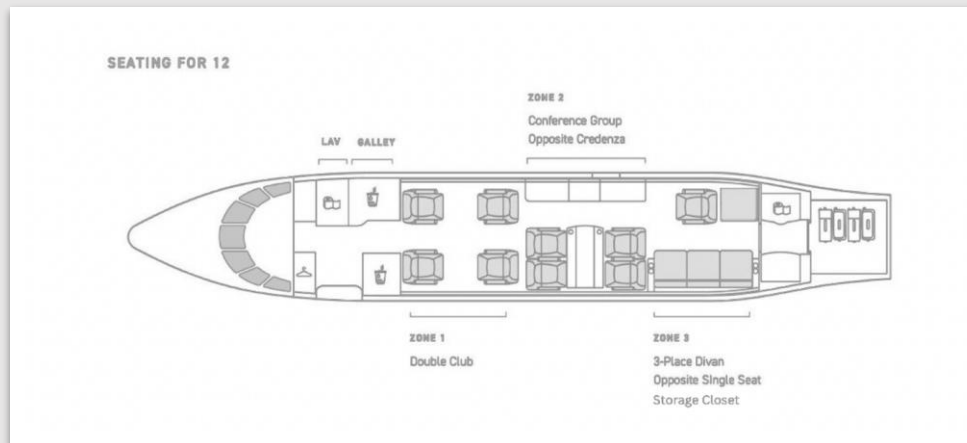 SEATING FOR 12
ZONE 2
Conference Group
Opposite Credenza
LAV GALLEY
ZONE 1
Double Club
ZONE 3
3-Place Divan
Opposite Single Seat
Storage Closet